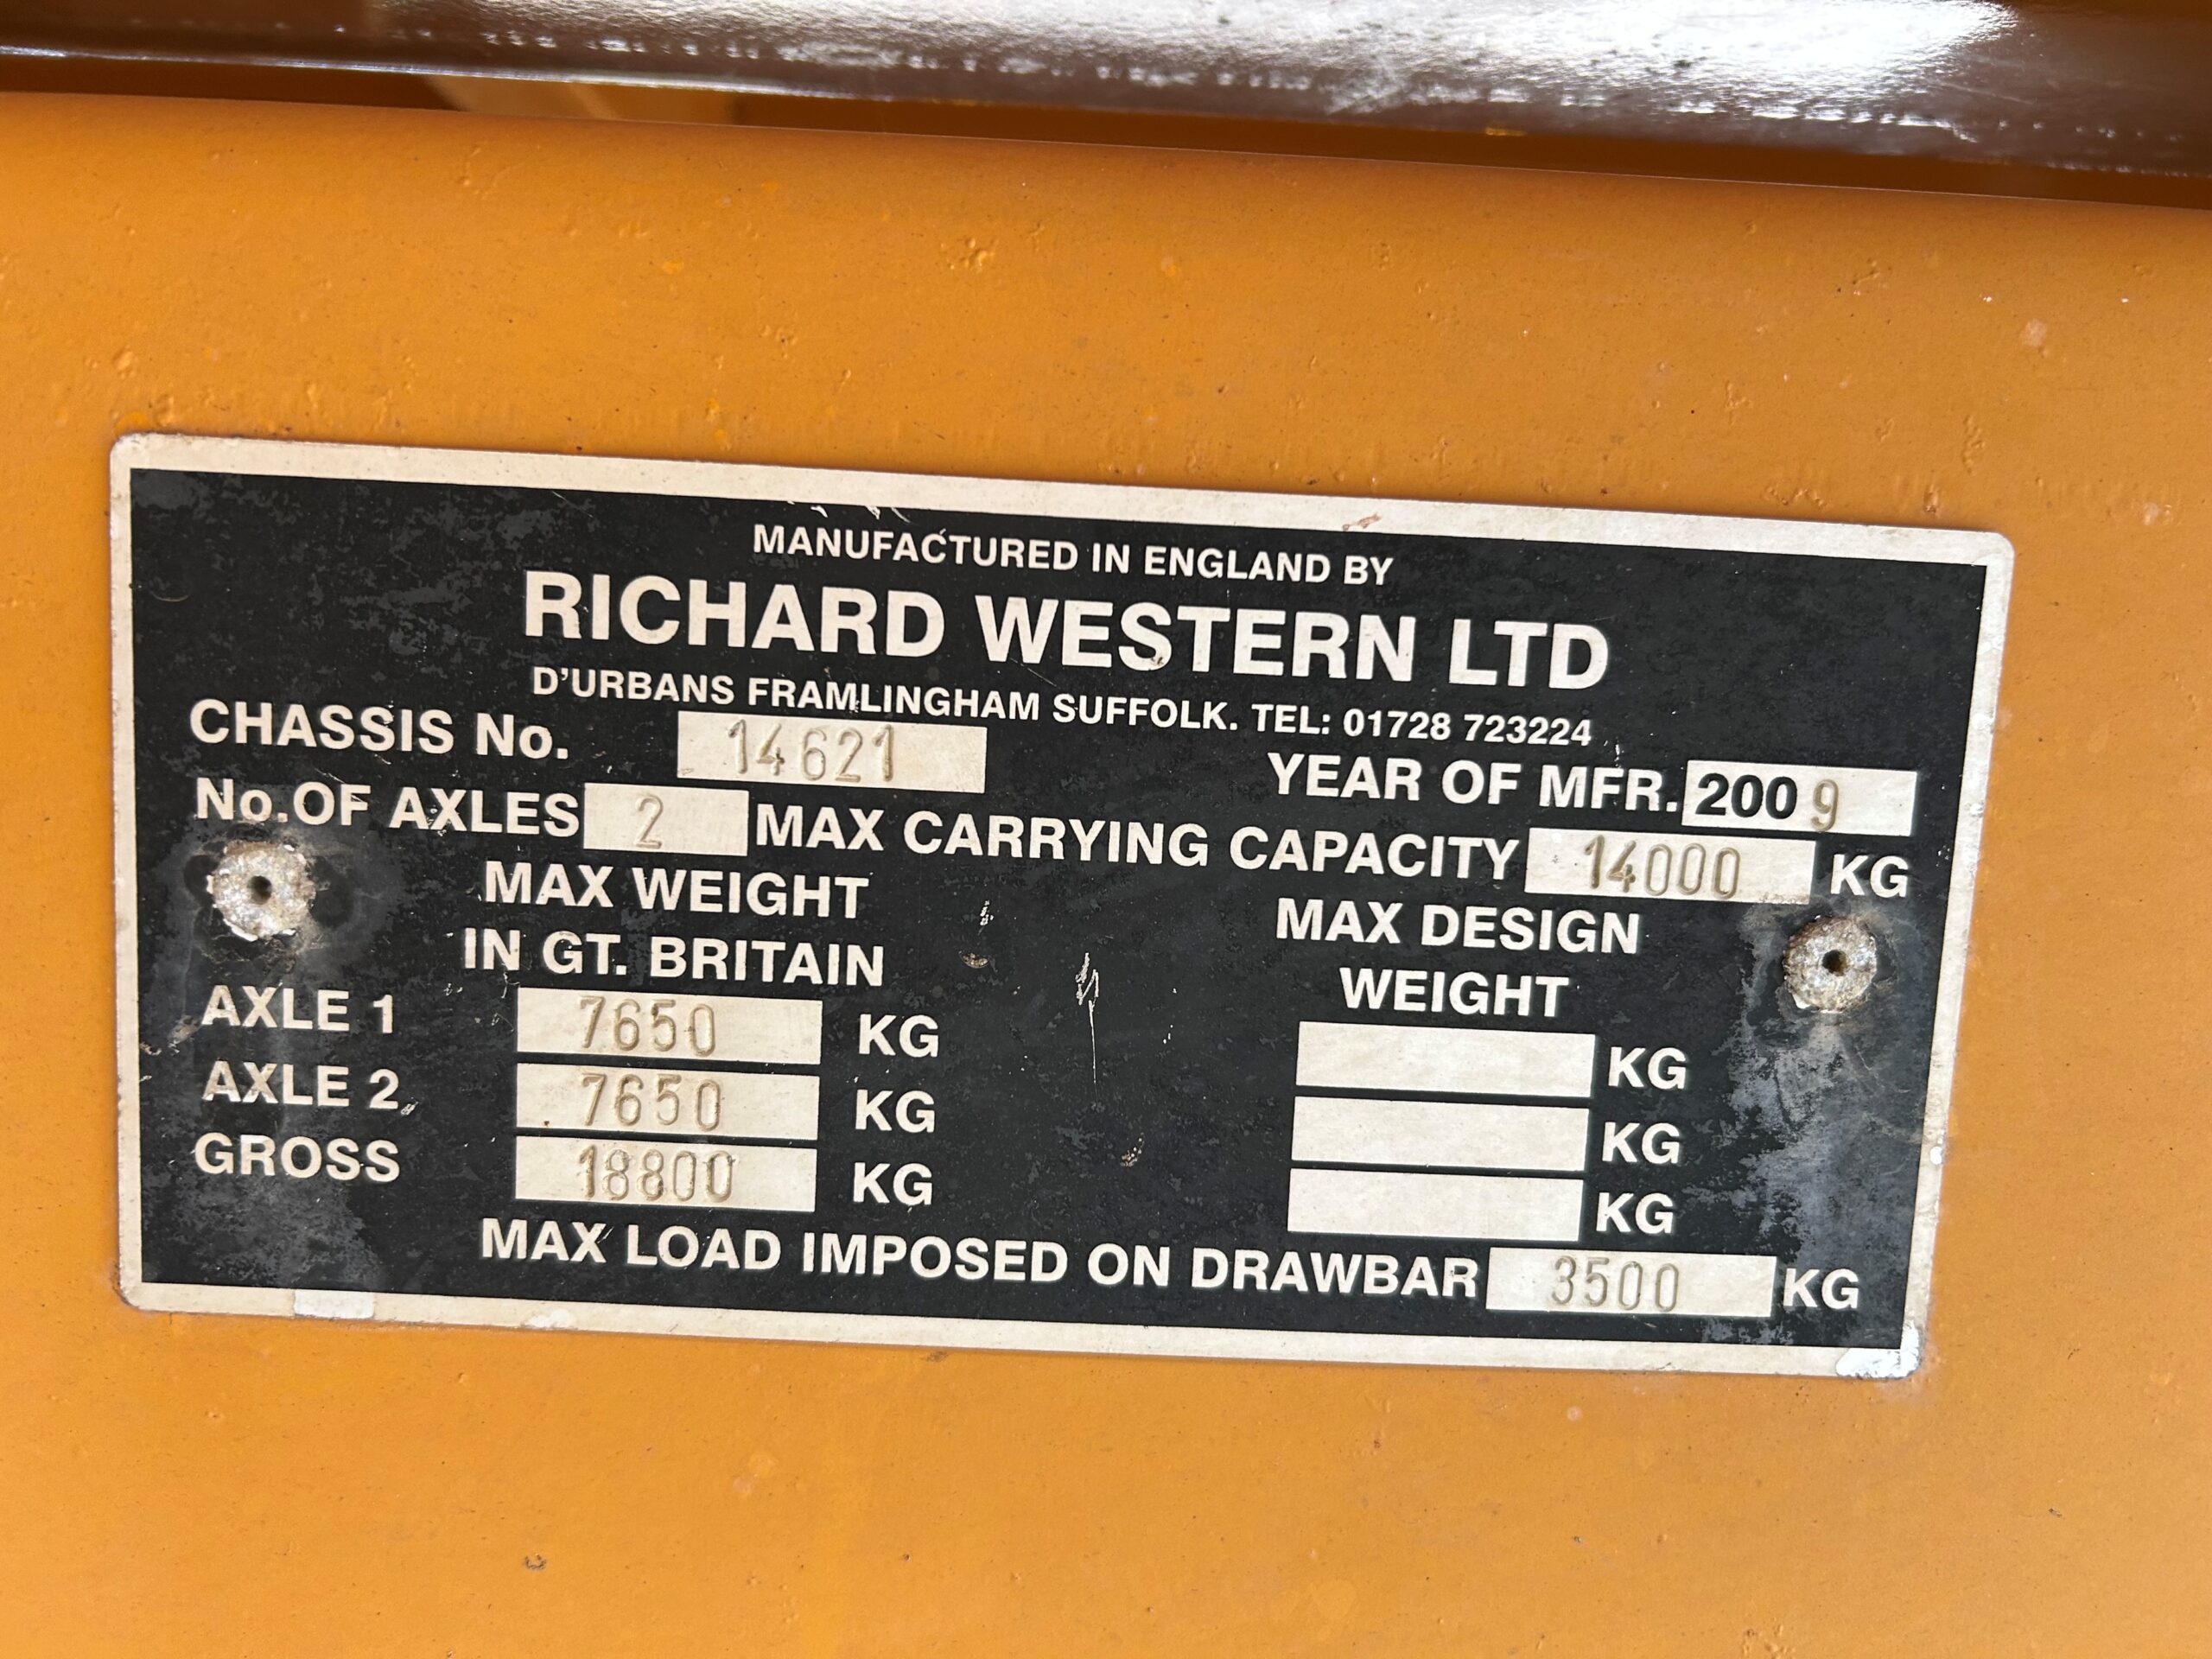 MANUFACTURED IN ENGLAND BY
RICHARD WESTERN LTD
D'URBANS FRAMLINGHAM SUFFOLK. TEL: 01728 723224
CHASSIS No. 14621 YEAR OF MFR. 2009
No.OF AXLES 2 MAX CARRYING CAPACITY 14000 KG
MAX WEIGHT MAX DESIGN
IN GT. BRITAIN WEIGHT
AXLE 1 7650 KG KG
AXLE 2 7650 KG KG
GROSS 18800 KG KG
MAX LOAD IMPOSED ON DRAWBAR 3500 KG